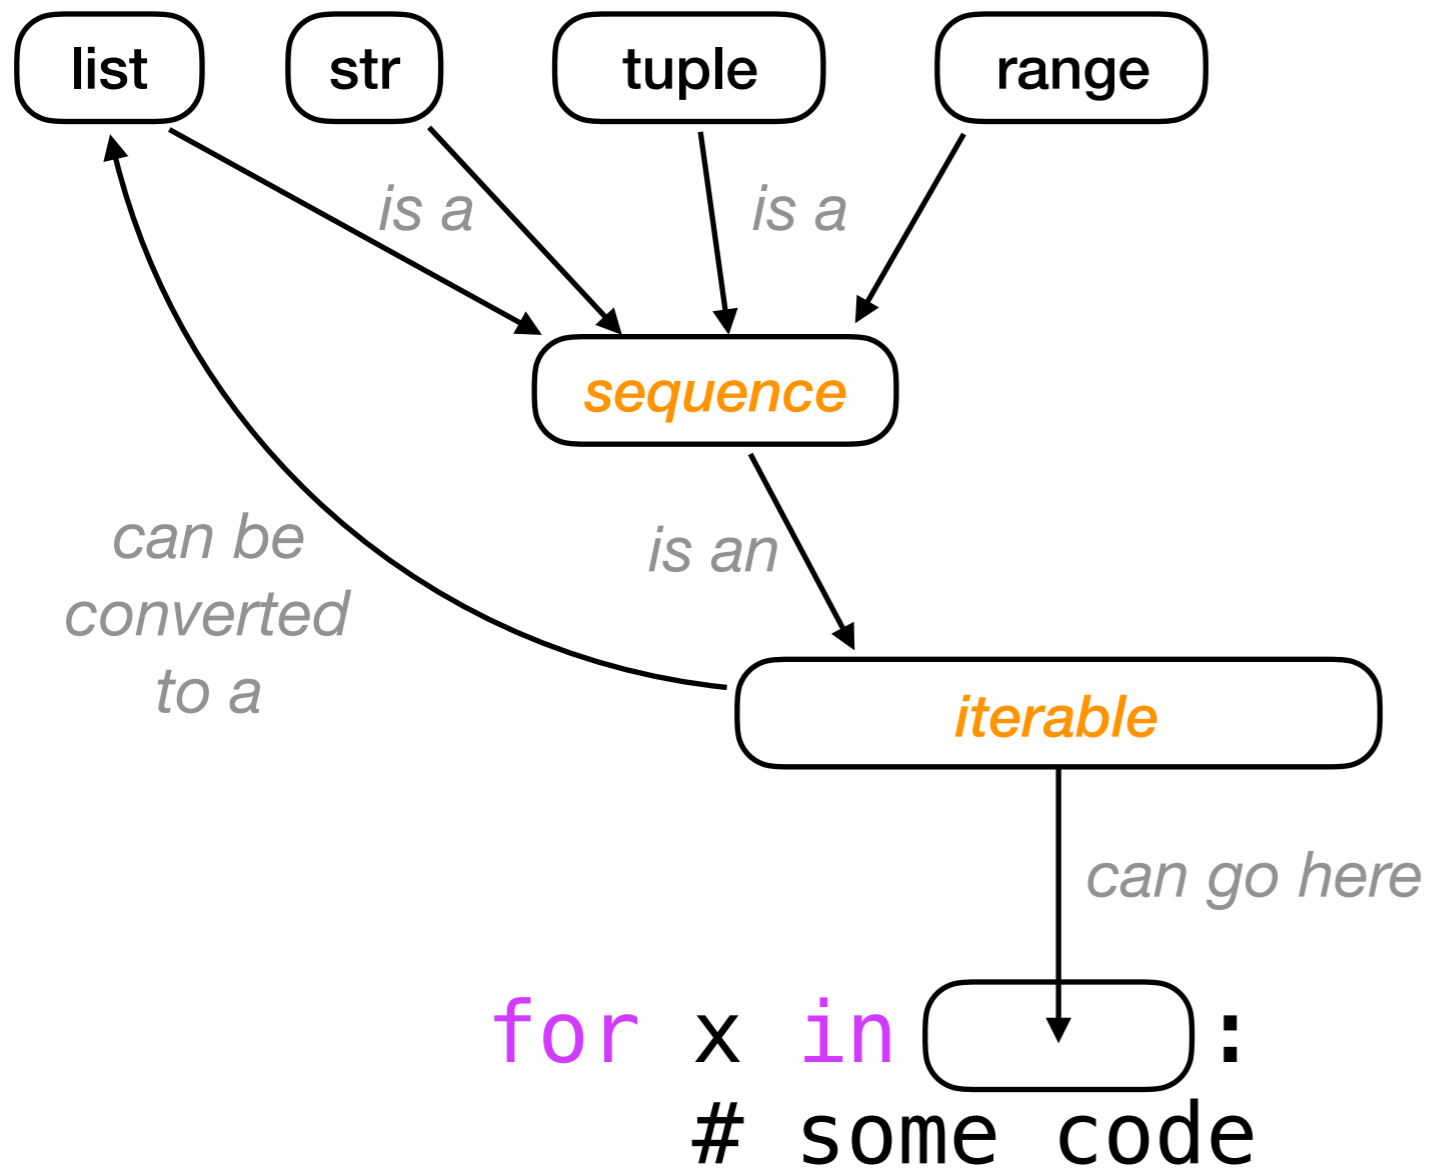 list
str
tuple
range
is a
is a
sequence
can be
converted
to a
is an
iterable
can go here
for x in :
# some code